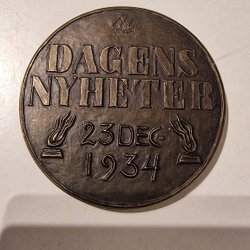 DAGENS
NYHETER
23 DEC.
1934